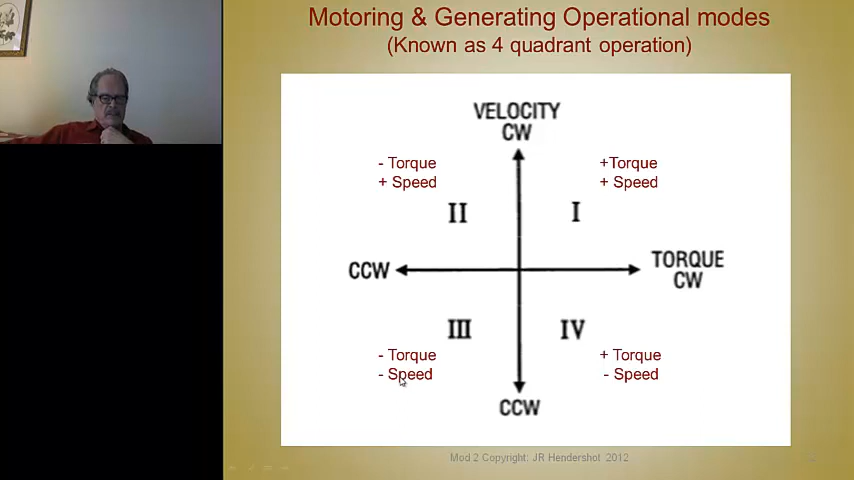 Motoring & Generating Operational modes
(Known as 4 quadrant operation)
VELOCITY
CW
- Torque
+ Speed
+Torque
+ Speed
II
I
CCW
TORQUE
CW
III
IV
- Torque
- Speed
+ Torque
- Speed
CCW
Mod 2 Copyright: JR Hendershot 2012